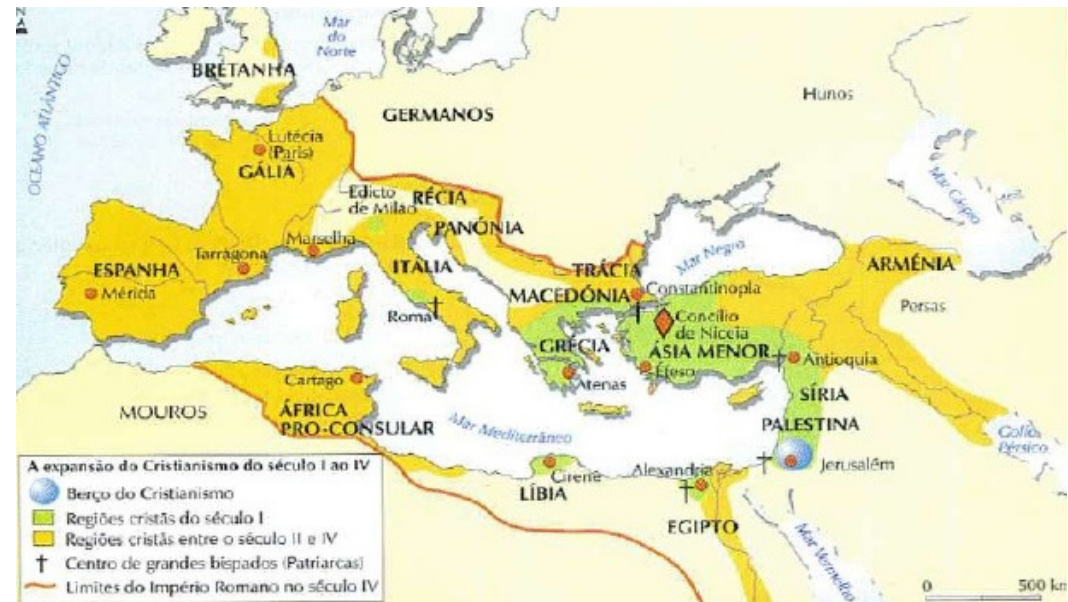 N
Mar
do
Norte
OCEANO ATLÂNTICO
BRETANHA
GERMANOS
Hunos
Lutécia
(Paris)
GÁLIA
Edicto
de Milão
RÉCIA
PANÓNIA
Mar Cáspio
Marselha
Tarragona
ESPANHA
Mérida
ITÁLIA
Roma
Mar Negro
TRÁCIA
MACEDÓNIA
Constantinopla
ARMÉNIA
Persas
Concílio
de Niceia
GRÉCIA
ÁSIA MENOR
Antioquia
Éfeso
Atenas
Cartago
SÍRIA
MOUROS
ÁFRICA
PRO-CONSULAR
Mar Mediterrâneo
PALESTINA
Golfo
Pérsico
Jerusalém
Cirene
Alexandria
LÍBIA
EGIPTO
Mar Vermelho
A expansão do Cristianismo do século I ao IV
Berço do Cristianismo
Regiões cristãs do século I
Regiões cristãs entre o século II e IV
Centro de grandes bispados (Patriarcas)
Limites do Império Romano no século IV
0 500 km